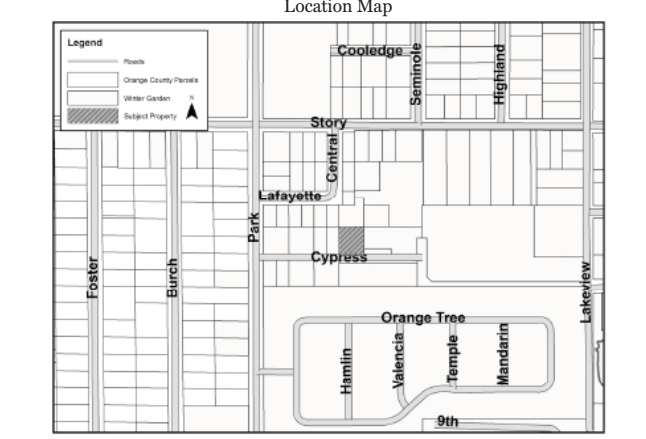 Location Map
Legend
Roads
Orange County Parcels
Winter Garden
N
Subject Property
Cooledge
Seminole
Highland
Story
Central
Lafayette
Park
Cypress
Foster
Burch
Lakeview
Orange Tree
Hamlin
Valencia
Temple
Mandarin
9th